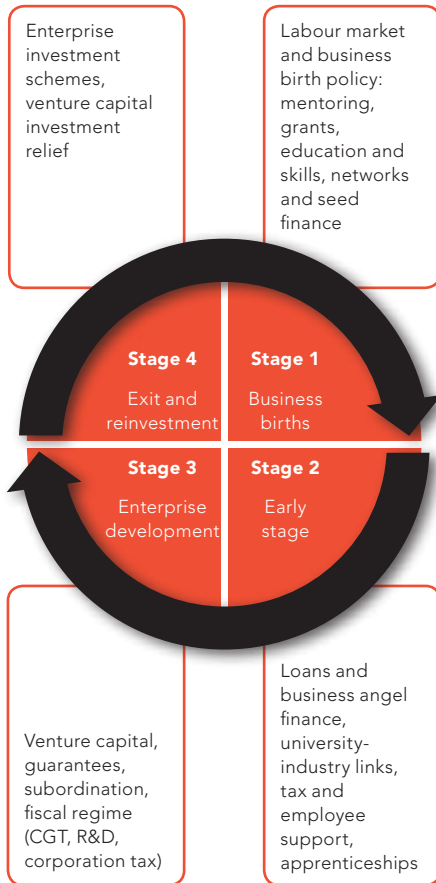 Enterprise
investment
schemes,
venture capital
investment
relief
Labour market
and business
birth policy:
mentoring,
grants,
education and
skills, networks
and seed
finance
Stage 4
Exit and
reinvestment
Stage 1
Business
births
Stage 3
Enterprise
development
Stage 2
Early
stage
Venture capital,
guarantees,
subordination,
fiscal regime
(CGT, R&D,
corporation tax)
Loans and
business angel
finance,
university-
industry links,
tax and
employee
support,
apprenticeships